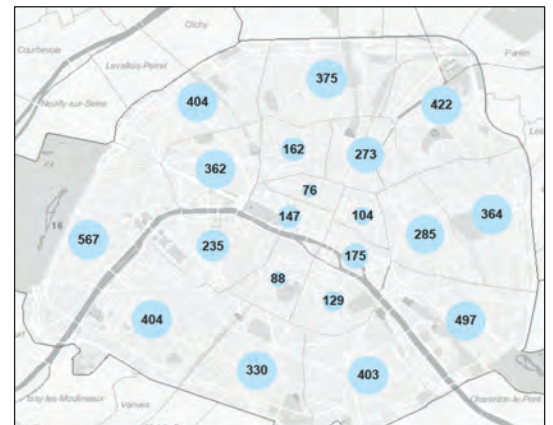 Clichy
Courbevoie
Levallois-Perret
Pantin
Neuilly-sur-Seine
375
404
422
162
273
362
76
147
104
364
16
567
235
285
175
88
129
404
497
330
403
Issy-les-Moulineaux
Vanves
Charenton-le-Pont